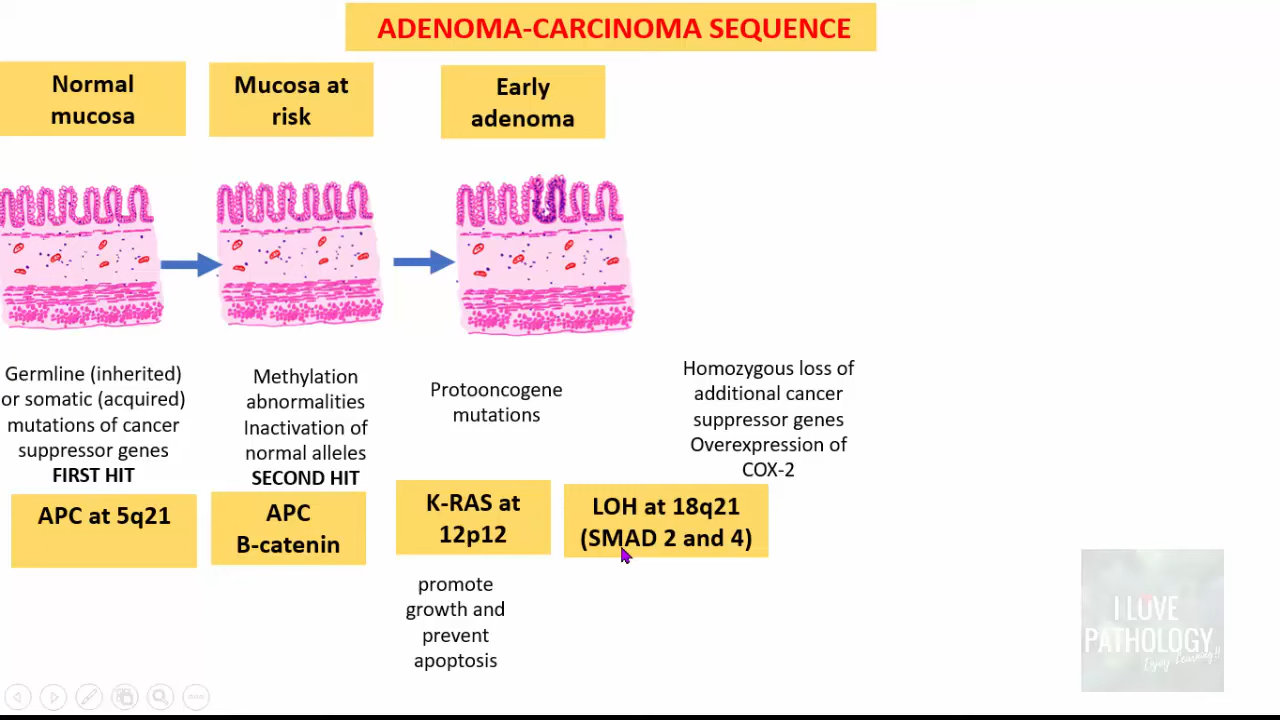 ADENOMA-CARCINOMA SEQUENCE
Normal
mucosa
Mucosa at
risk
Early
adenoma
Germline (inherited)
or somatic (acquired)
mutations of cancer
suppressor genes
FIRST HIT
Methylation
abnormalities
Inactivation of
normal alleles
SECOND HIT
Protooncogene
mutations
Homozygous loss of
additional cancer
suppressor genes
Overexpression of
COX-2
APC at 5q21
APC
B-catenin
K-RAS at
12p12
LOH at 18q21
(SMAD 2 and 4)
promote
growth and
prevent
apoptosis
I LOVE
PATHOLOGY
Enjoy Learning!!